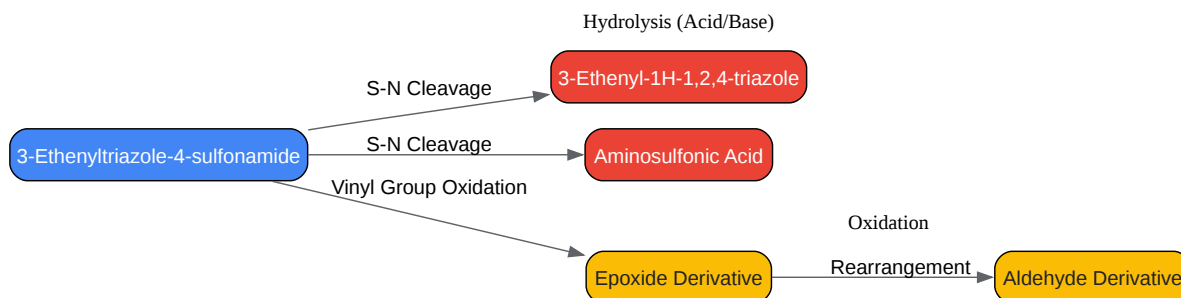 Hydrolysis (Acid/Base)
3-Ethenyl-1H-1,2,4-triazole
S-N Cleavage
3-Ethenyltriazole-4-sulfonamide
S-N Cleavage
Aminosulfonic Acid
Vinyl Group Oxidation
Oxidation
Epoxide Derivative
Rearrangement
Aldehyde Derivative